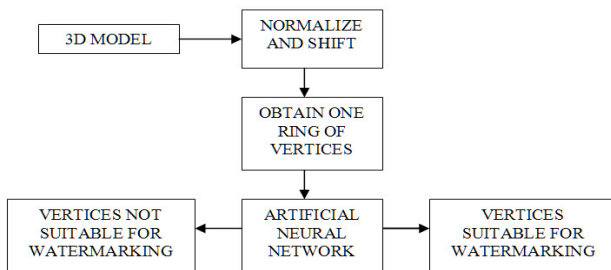 3D MODEL
NORMALIZE
AND SHIFT
OBTAIN ONE
RING OF
VERTICES
VERTICES NOT
SUITABLE FOR
WATERMARKING
ARTIFICIAL
NEURAL
NETWORK
VERTICES
SUITABLE FOR
WATERMARKING